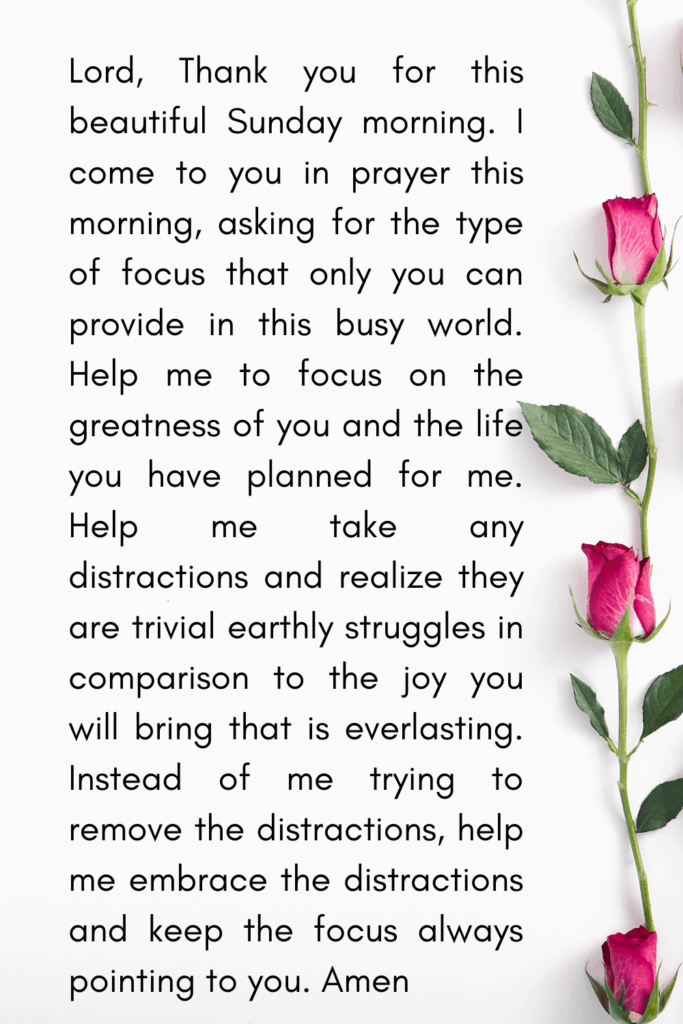 Lord, Thank you for this
beautiful Sunday morning. I
come to you in prayer this
morning, asking for the type
of focus that only you can
provide in this busy world.
Help me to focus on the
greatness of you and the life
you have planned for me.
Help me take any
distractions and realize they
are trivial earthly struggles in
comparison to the joy you
will bring that is everlasting.
Instead of me trying to
remove the distractions, help
me embrace the distractions
and keep the focus always
pointing to you. Amen